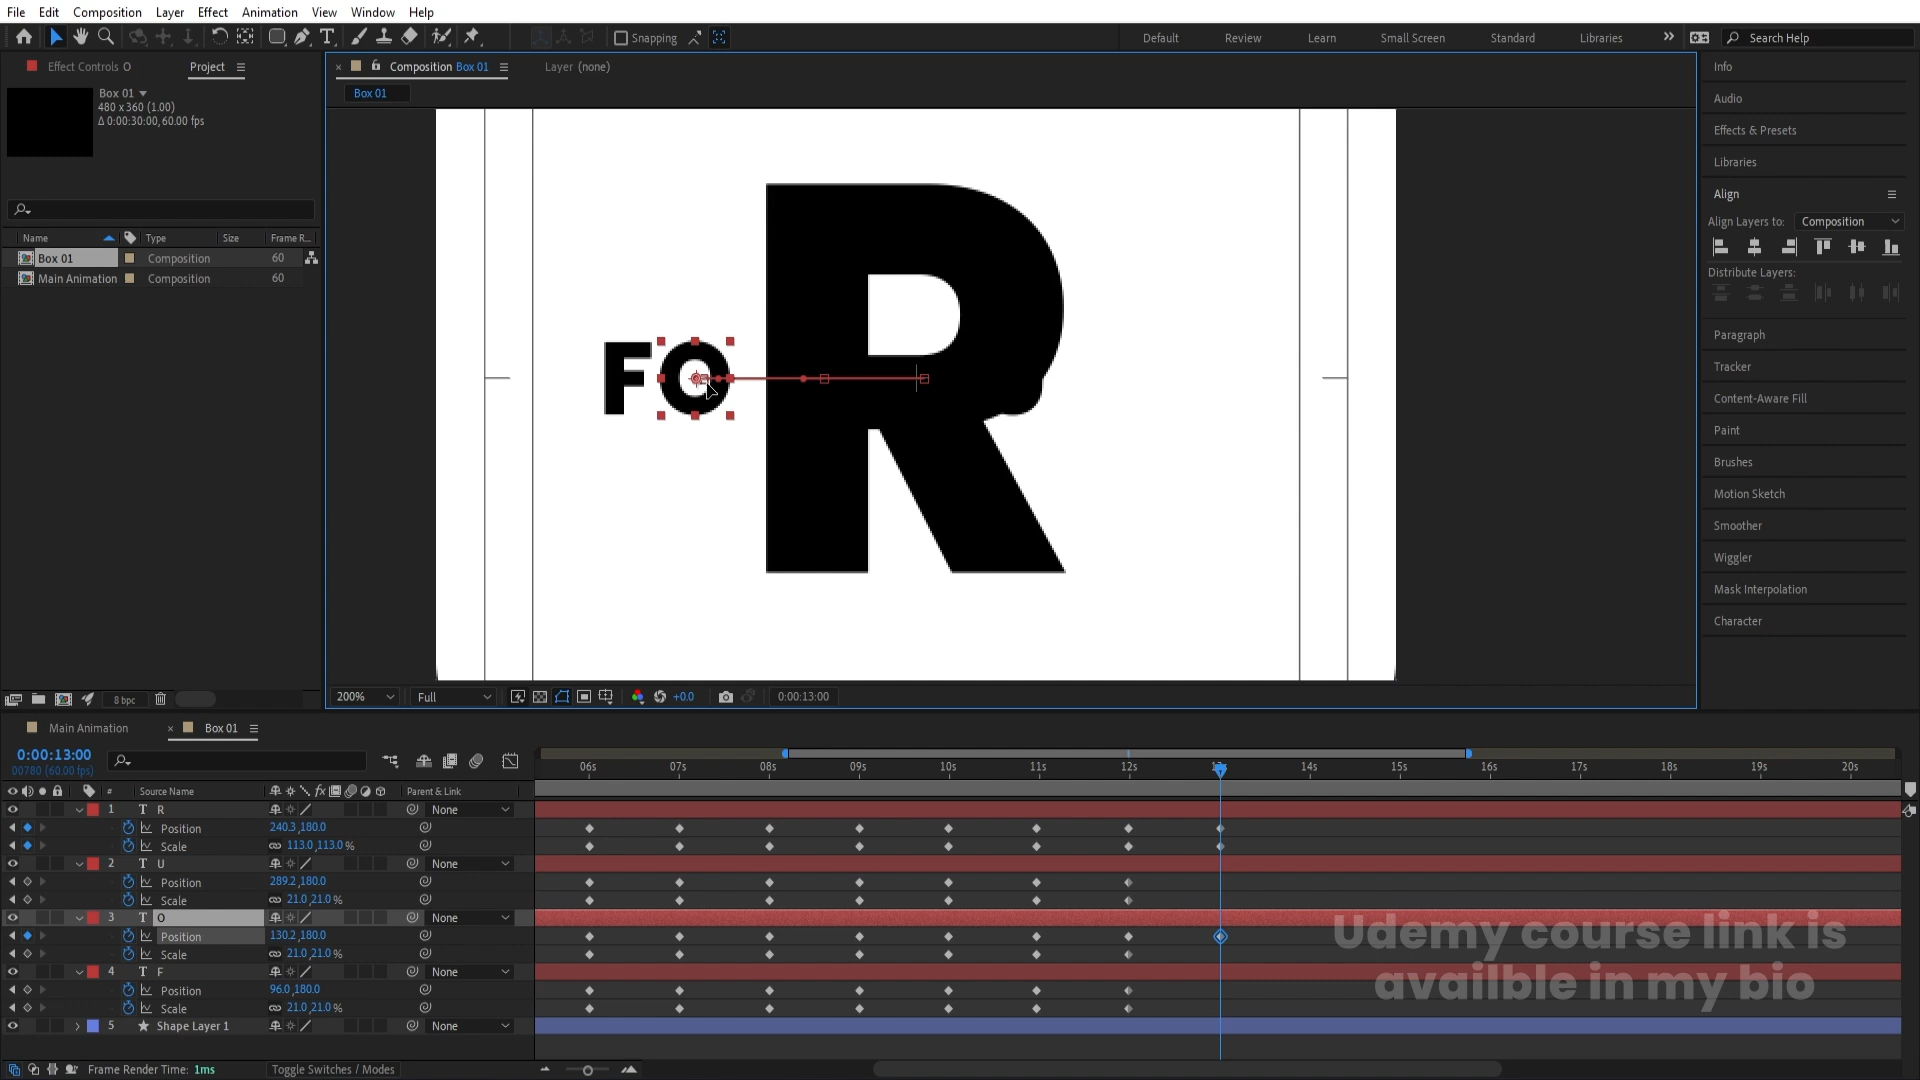 File Edit Composition Layer Effect Animation View Window Help
Snapping Default Review Learn Small Screen Standard Libraries Search Help
Effect Controls O Project
Composition Box 01 Layer (none)
Box 01
Box 01
480 x 360 (1.00)
Δ 0:00:30:00, 60.00 fps
Name Type Size Frame R...
Box 01 Composition 60
Main Animation Composition 60
8 bpc
FOR
200% Full +0.0 0:00:13:00
Info
Audio
Effects & Presets
Libraries
Align
Align Layers to: Composition
Distribute Layers:
Paragraph
Tracker
Content-Aware Fill
Paint
Brushes
Motion Sketch
Smoother
Wiggler
Mask Interpolation
Character
Main Animation Box 01
0:00:13:00
00780 (60.00 fps)
06s 07s 08s 09s 10s 11s 12s 14s 15s 16s 17s 18s 19s 20s
# Source Name fx Parent & Link
1 T R None
Position 240.3,180.0
Scale 113.0,113.0%
2 T U None
Position 289.2,180.0
Scale 21.0,21.0%
3 T O None
Position 130.2,180.0
Scale 21.0,21.0%
4 T F None
Position 96.0,180.0
Scale 21.0,21.0%
5 Shape Layer 1 None
Frame Render Time: 1ms Toggle Switches / Modes
Udemy course link is
availble in my bio